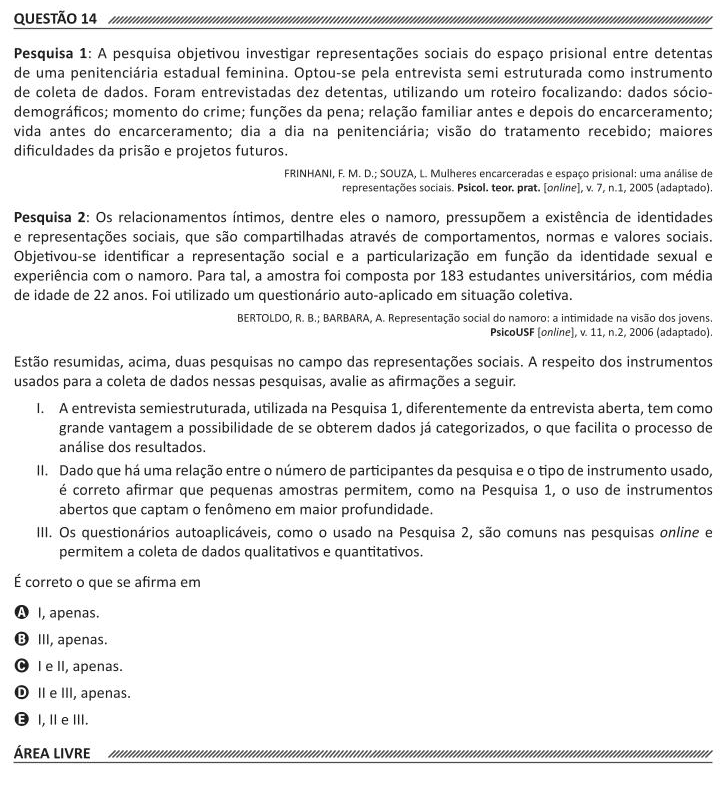 QUESTÃO 14
Pesquisa 1: A pesquisa objetivou investigar representações sociais do espaço prisional entre detentas
de uma penitenciária estadual feminina. Optou-se pela entrevista semi estruturada como instrumento
de coleta de dados. Foram entrevistadas dez detentas, utilizando um roteiro focalizando: dados sócio-
demográficos; momento do crime; funções da pena; relação familiar antes e depois do encarceramento;
vida antes do encarceramento; dia a dia na penitenciária; visão do tratamento recebido; maiores
dificuldades da prisão e projetos futuros.
FRINHANI, F. M. D.; SOUZA, L. Mulheres encarceradas e espaço prisional: uma análise de
representações sociais. Psicol. teor. prat. [online], v. 7, n.1, 2005 (adaptado).
Pesquisa 2: Os relacionamentos íntimos, dentre eles o namoro, pressupõem a existência de identidades
e representações sociais, que são compartilhadas através de comportamentos, normas e valores sociais.
Objetivou-se identificar a representação social e a particularização em função da identidade sexual e
experiência com o namoro. Para tal, a amostra foi composta por 183 estudantes universitários, com média
de idade de 22 anos. Foi utilizado um questionário auto-aplicado em situação coletiva.
BERTOLDO, R. B.; BARBARA, A. Representação social do namoro: a intimidade na visão dos jovens.
PsicoUSF [online], v. 11, n.2, 2006 (adaptado).
Estão resumidas, acima, duas pesquisas no campo das representações sociais. A respeito dos instrumentos
usados para a coleta de dados nessas pesquisas, avalie as afirmações a seguir.
I. A entrevista semiestruturada, utilizada na Pesquisa 1, diferentemente da entrevista aberta, tem como
grande vantagem a possibilidade de se obterem dados já categorizados, o que facilita o processo de
análise dos resultados.
II. Dado que há uma relação entre o número de participantes da pesquisa e o tipo de instrumento usado,
é correto afirmar que pequenas amostras permitem, como na Pesquisa 1, o uso de instrumentos
abertos que captam o fenômeno em maior profundidade.
III. Os questionários autoaplicáveis, como o usado na Pesquisa 2, são comuns nas pesquisas online e
permitem a coleta de dados qualitativos e quantitativos.
É correto o que se afirma em
A I, apenas.
B III, apenas.
C I e II, apenas.
D II e III, apenas.
E I, II e III.
ÁREA LIVRE